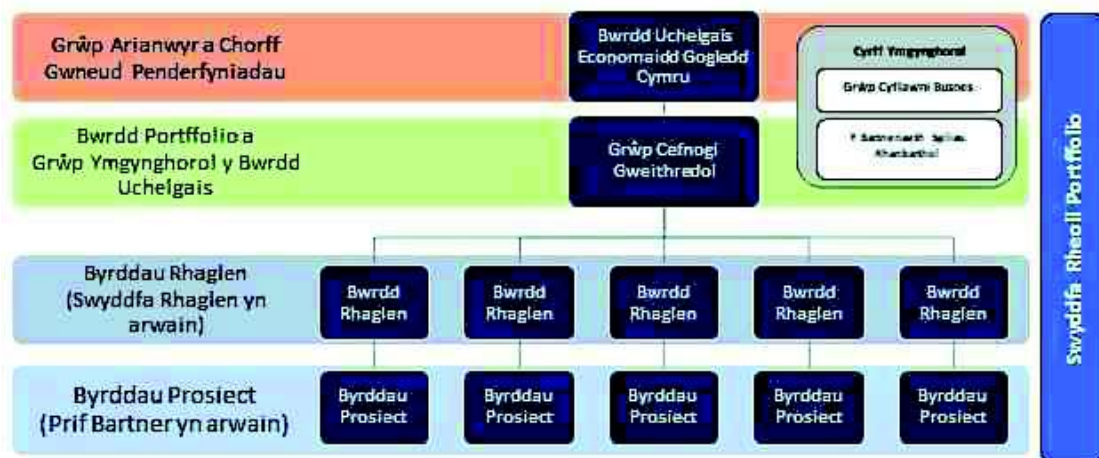 Grŵp Arianwyr a Chorff
Gwneud Penderfyniadau
Bwrdd Uchelgais
Economaidd Gogledd
Cymru
Cyrff Ymgynghorol
Grŵp Cyflawni Busnes
Bwrdd Portffolio a
Grŵp Ymgynghorol y Bwrdd
Uchelgais
Grŵp Cefnogi
Gweithredol
Swyddfa Rheoli Portffolio
Byrddau Rhaglen
(Swyddfa Rhaglen yn
arwain)
Bwrdd
Rhaglen
Bwrdd
Rhaglen
Bwrdd
Rhaglen
Bwrdd
Rhaglen
Bwrdd
Rhaglen
Byrddau Prosiect
(Prif Bartner yn arwain)
Byrddau
Prosiect
Byrddau
Prosiect
Byrddau
Prosiect
Byrddau
Prosiect
Byrddau
Prosiect